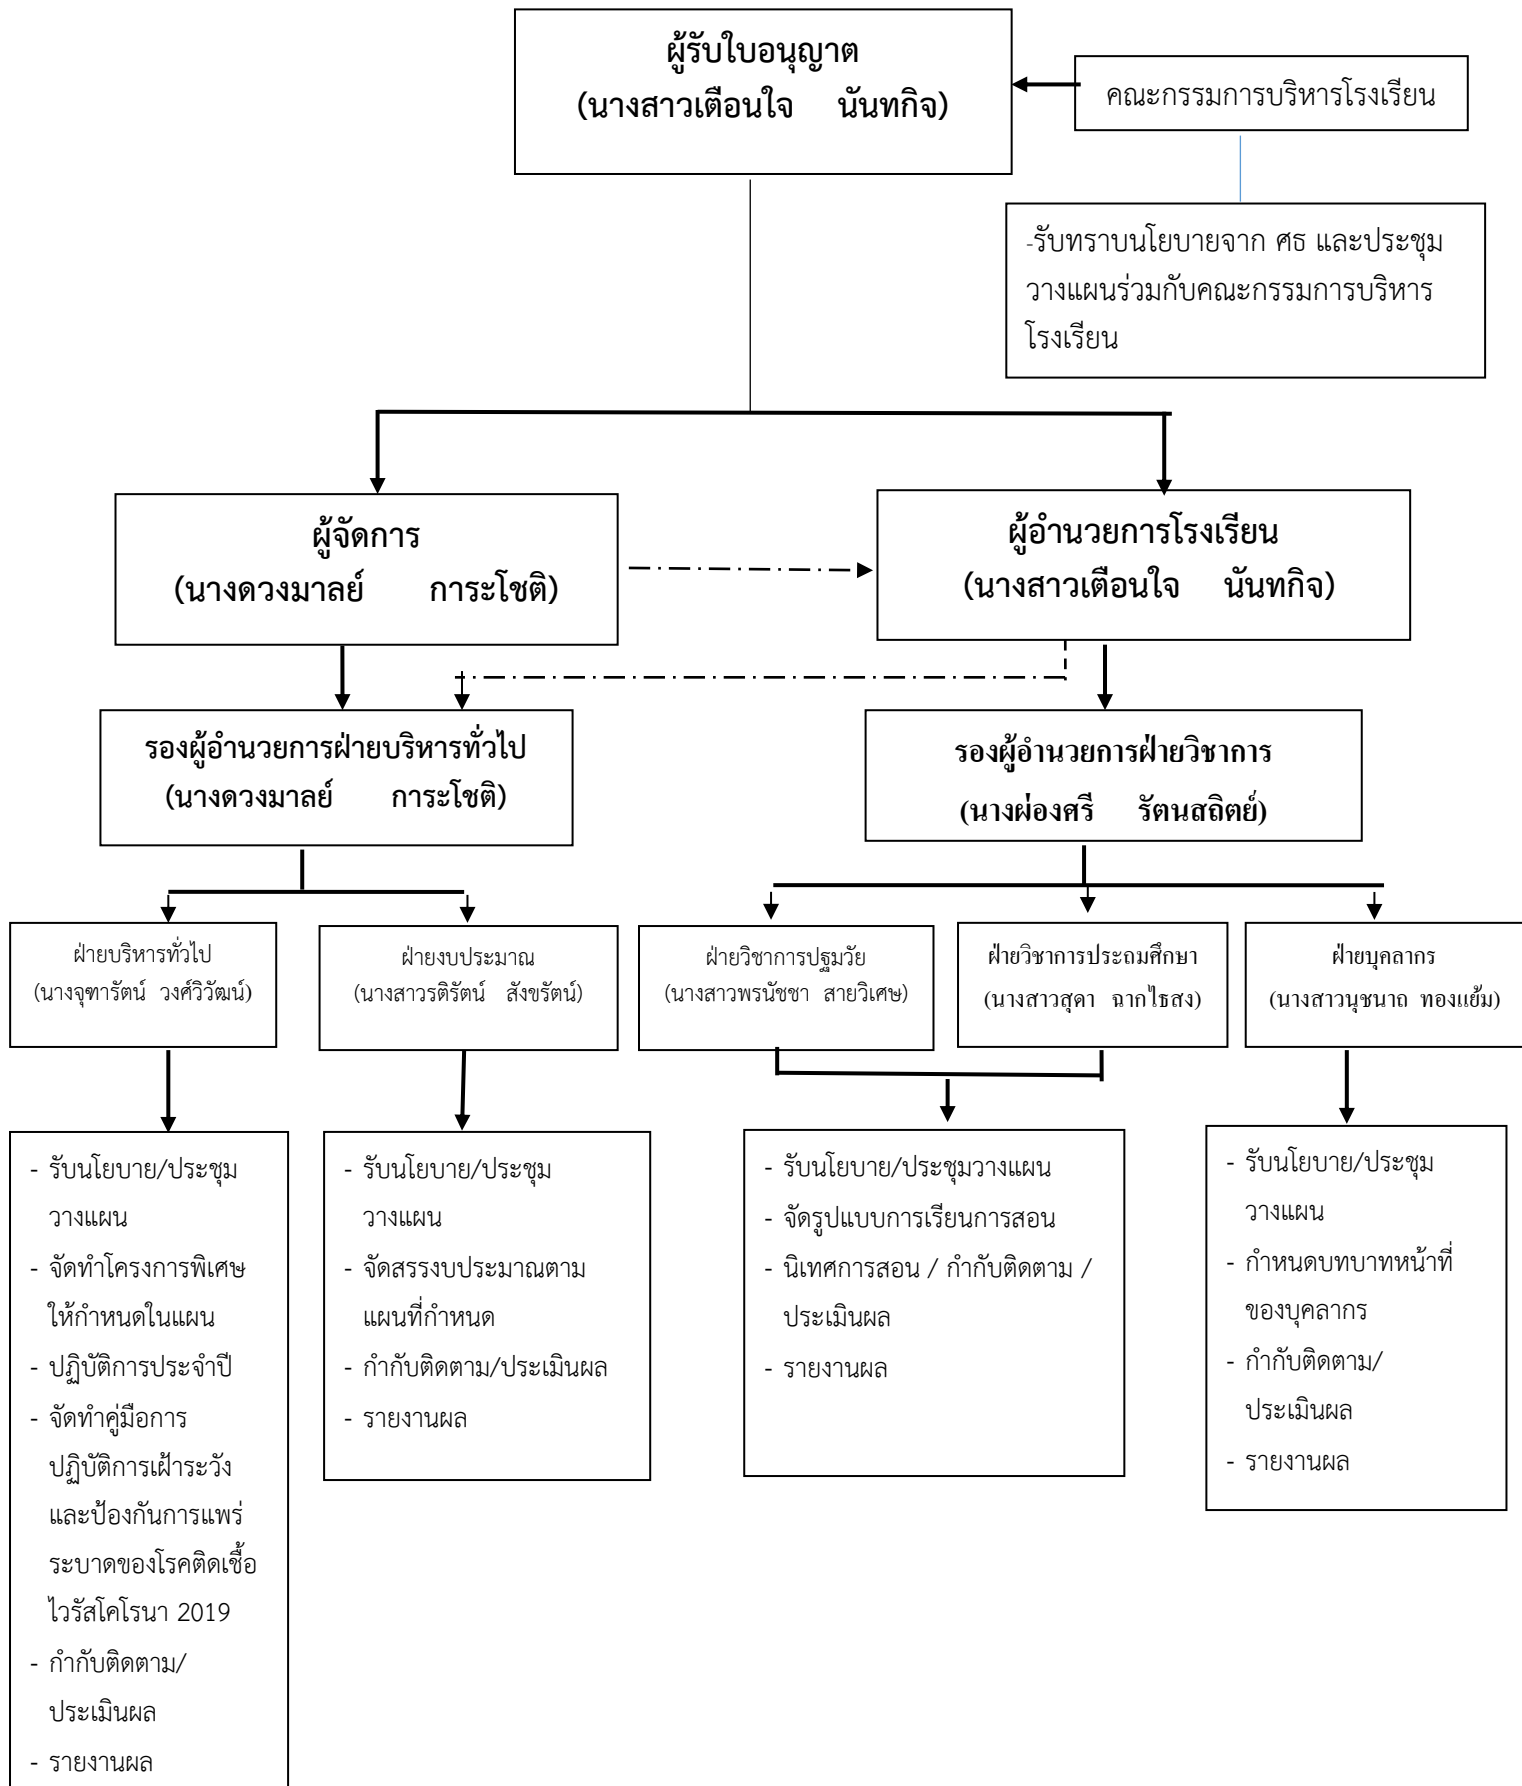 ผู้รับใบอนุญาต
(นางสาวเตือนใจ นันทกิจ)
คณะกรรมการบริหารโรงเรียน
-รับทราบนโยบายจาก ศธ และประชุม
วางแผนร่วมกับคณะกรรมการบริหาร
โรงเรียน
ผู้จัดการ
(นางดวงมาลย์ การะโชติ)
ผู้อำนวยการโรงเรียน
(นางสาวเตือนใจ นันทกิจ)
รองผู้อำนวยการฝ่ายบริหารทั่วไป
(นางดวงมาลย์ การะโชติ)
รองผู้อำนวยการฝ่ายวิชาการ
(นางผ่องศรี รัตนสถิตย์)
ฝ่ายบริหารทั่วไป
(นางจุฑารัตน์ วงศ์วิวัฒน์)
ฝ่ายงบประมาณ
(นางสาวรติรัตน์ สังขรัตน์)
ฝ่ายวิชาการปฐมวัย
(นางสาวพรนัชชา สายวิเศษ)
ฝ่ายวิชาการประถมศึกษา
(นางสาวสุดา ฉากไธสง)
ฝ่ายบุคลากร
(นางสาวนุชนาถ ทองแย้ม)
- รับนโยบาย/ประชุม
วางแผน
- จัดทำโครงการพิเศษ
ให้กำหนดในแผน
- ปฏิบัติการประจำปี
- จัดทำคู่มือการ
ปฏิบัติการเฝ้าระวัง
และป้องกันการแพร่
ระบาดของโรคติดเชื้อ
ไวรัสโคโรนา 2019
- กำกับติดตาม/
ประเมินผล
- รายงานผล
- รับนโยบาย/ประชุม
วางแผน
- จัดสรรงบประมาณตาม
แผนที่กำหนด
- กำกับติดตาม/ประเมินผล
- รายงานผล
- รับนโยบาย/ประชุมวางแผน
- จัดรูปแบบการเรียนการสอน
- นิเทศการสอน / กำกับติดตาม /
ประเมินผล
- รายงานผล
- รับนโยบาย/ประชุม
วางแผน
- กำหนดบทบาทหน้าที่
ของบุคลากร
- กำกับติดตาม/
ประเมินผล
- รายงานผล